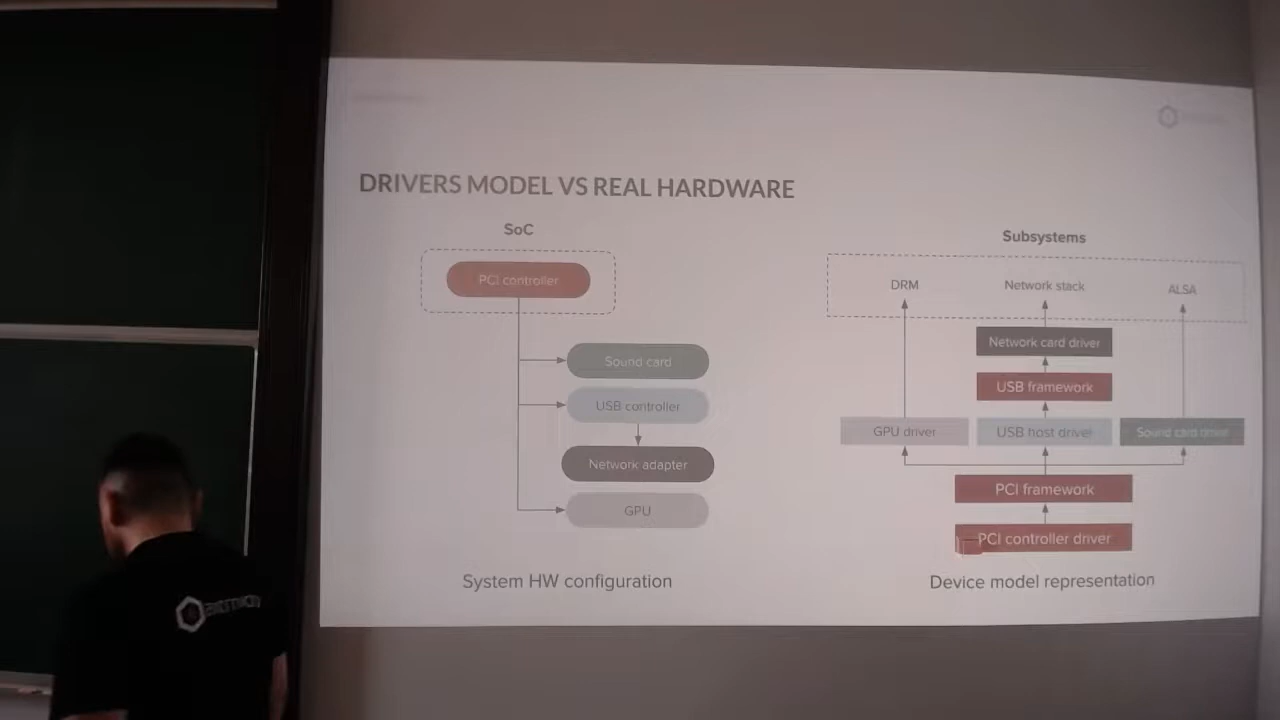 DRIVERS MODEL VS REAL HARDWARE
SoC
PCI controller
Sound card
USB controller
Network adapter
GPU
System HW configuration
Subsystems
DRM
Network stack
ALSA
Network card driver
USB framework
GPU driver
USB host driver
Sound card driver
PCI framework
PCI controller driver
Device model representation